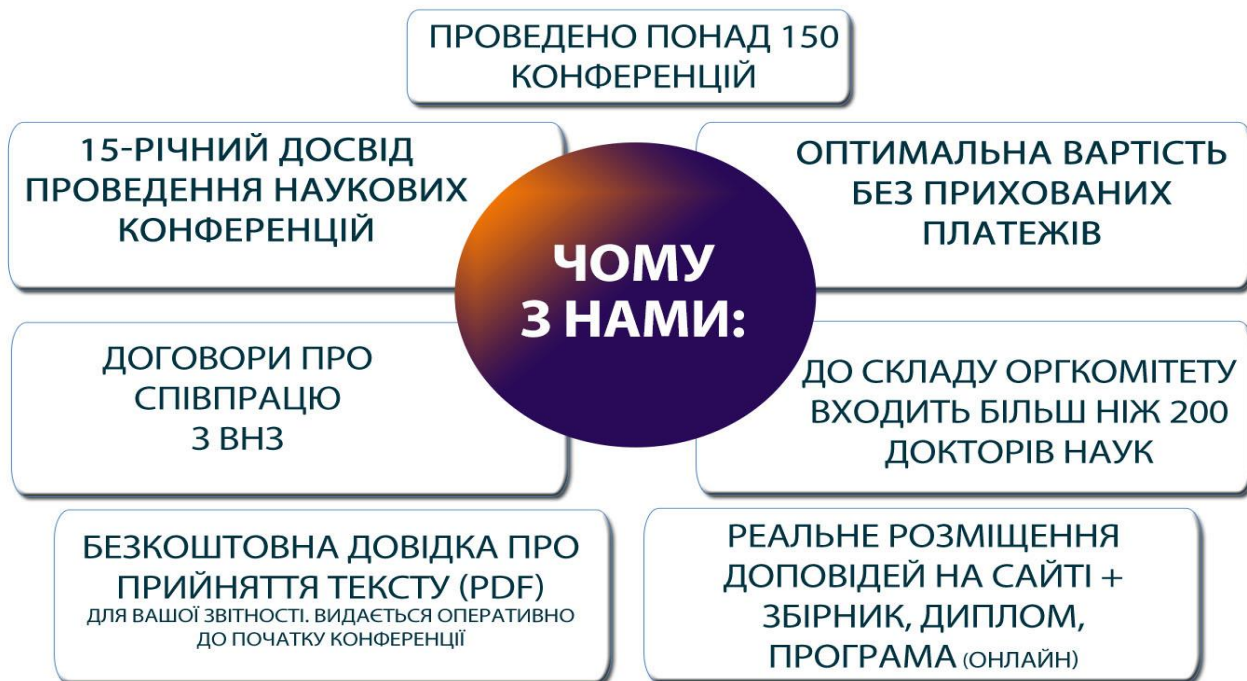 ПРОВЕДЕНО ПОНАД 150
КОНФЕРЕНЦІЙ
15-РІЧНИЙ ДОСВІД
ПРОВЕДЕННЯ НАУКОВИХ
КОНФЕРЕНЦІЙ
ОПТИМАЛЬНА ВАРТІСТЬ
БЕЗ ПРИХОВАНИХ
ПЛАТЕЖІВ
ЧОМУ
З НАМИ:
ДОГОВОРИ ПРО
СПІВПРАЦЮ
З ВНЗ
ДО СКЛАДУ ОРГКОМІТЕТУ
ВХОДИТЬ БІЛЬШ НІЖ 200
ДОКТОРІВ НАУК
БЕЗКОШТОВНА ДОВІДКА ПРО
ПРИЙНЯТТЯ ТЕКСТУ (PDF)
ДЛЯ ВАШОЇ ЗВІТНОСТІ. ВИДАЄТЬСЯ ОПЕРАТИВНО
ДО ПОЧАТКУ КОНФЕРЕНЦІЇ
РЕАЛЬНЕ РОЗМІЩЕННЯ
ДОПОВІДЕЙ НА САЙТІ +
ЗБІРНИК, ДИПЛОМ,
ПРОГРАМА (ОНЛАЙН)